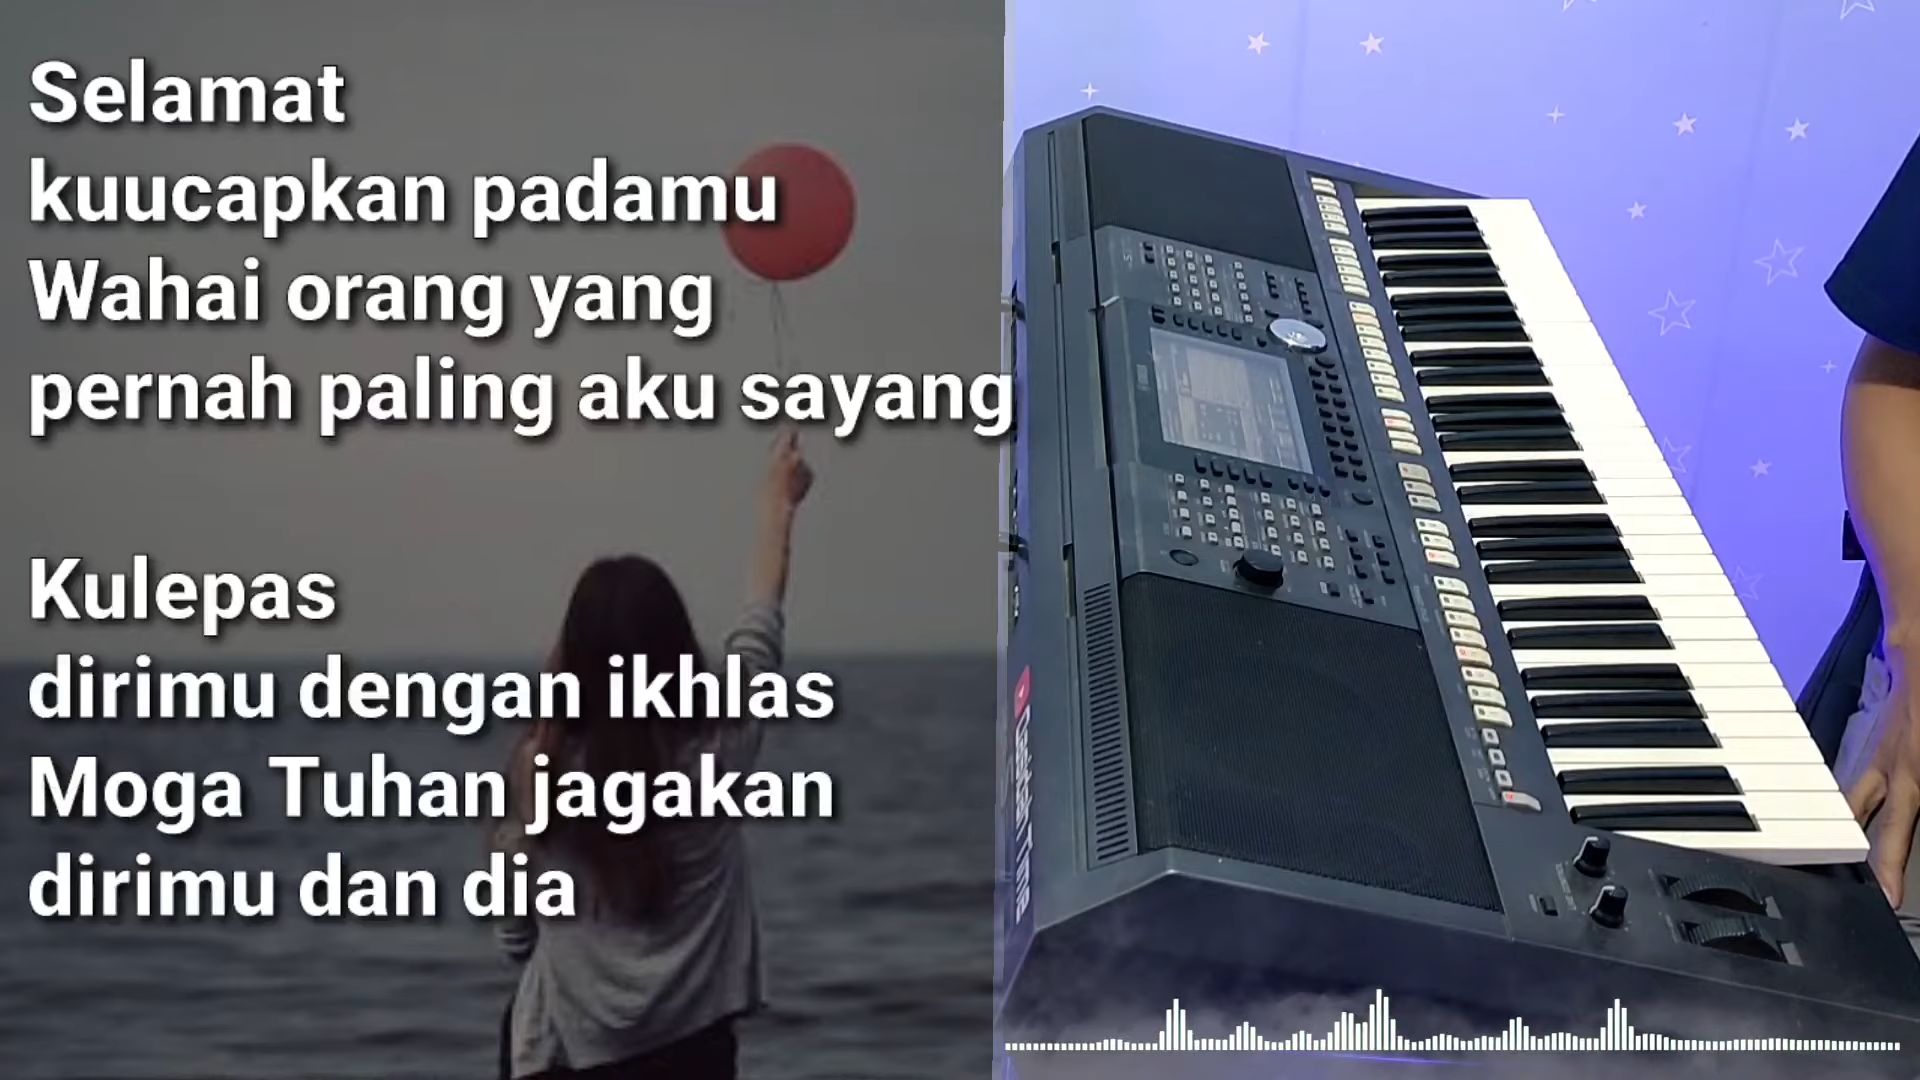 Selamat
kuucapkan padamu
Wahai orang yang
pernah paling aku sayang
Kulepas
dirimu dengan ikhlas
Moga Tuhan jagakan
dirimu dan dia